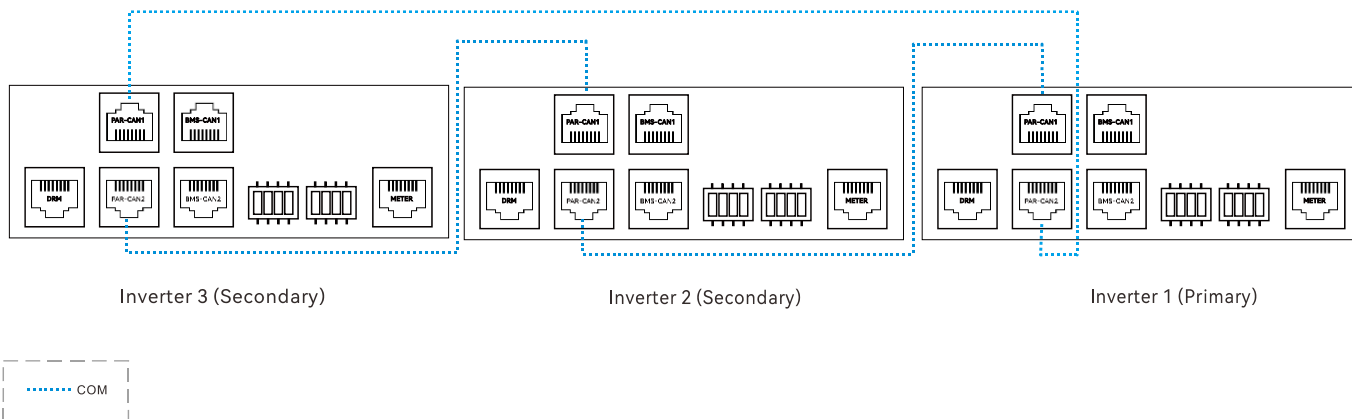 PAR-CAN1 BMS-CAN1
DRM PAR-CAN2 BMS-CAN2 METER
Inverter 3 (Secondary)
PAR-CAN1 BMS-CAN1
DRM PAR-CAN2 BMS-CAN2 METER
Inverter 2 (Secondary)
PAR-CAN1 BMS-CAN1
DRM PAR-CAN2 BMS-CAN2 METER
Inverter 1 (Primary)
COM